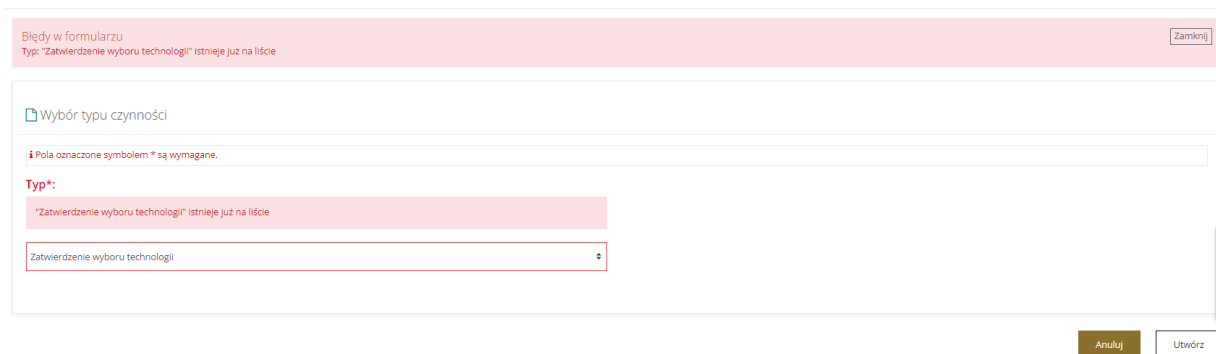 Błędy w formularzu
Typ: "Zatwierdzenie wyboru technologii" istnieje już na liście
Zamknij
Wybór typu czynności
Pola oznaczone symbolem * są wymagane.
Typ*:
"Zatwierdzenie wyboru technologii" istnieje już na liście
Zatwierdzenie wyboru technologii
Anuluj
Utwórz